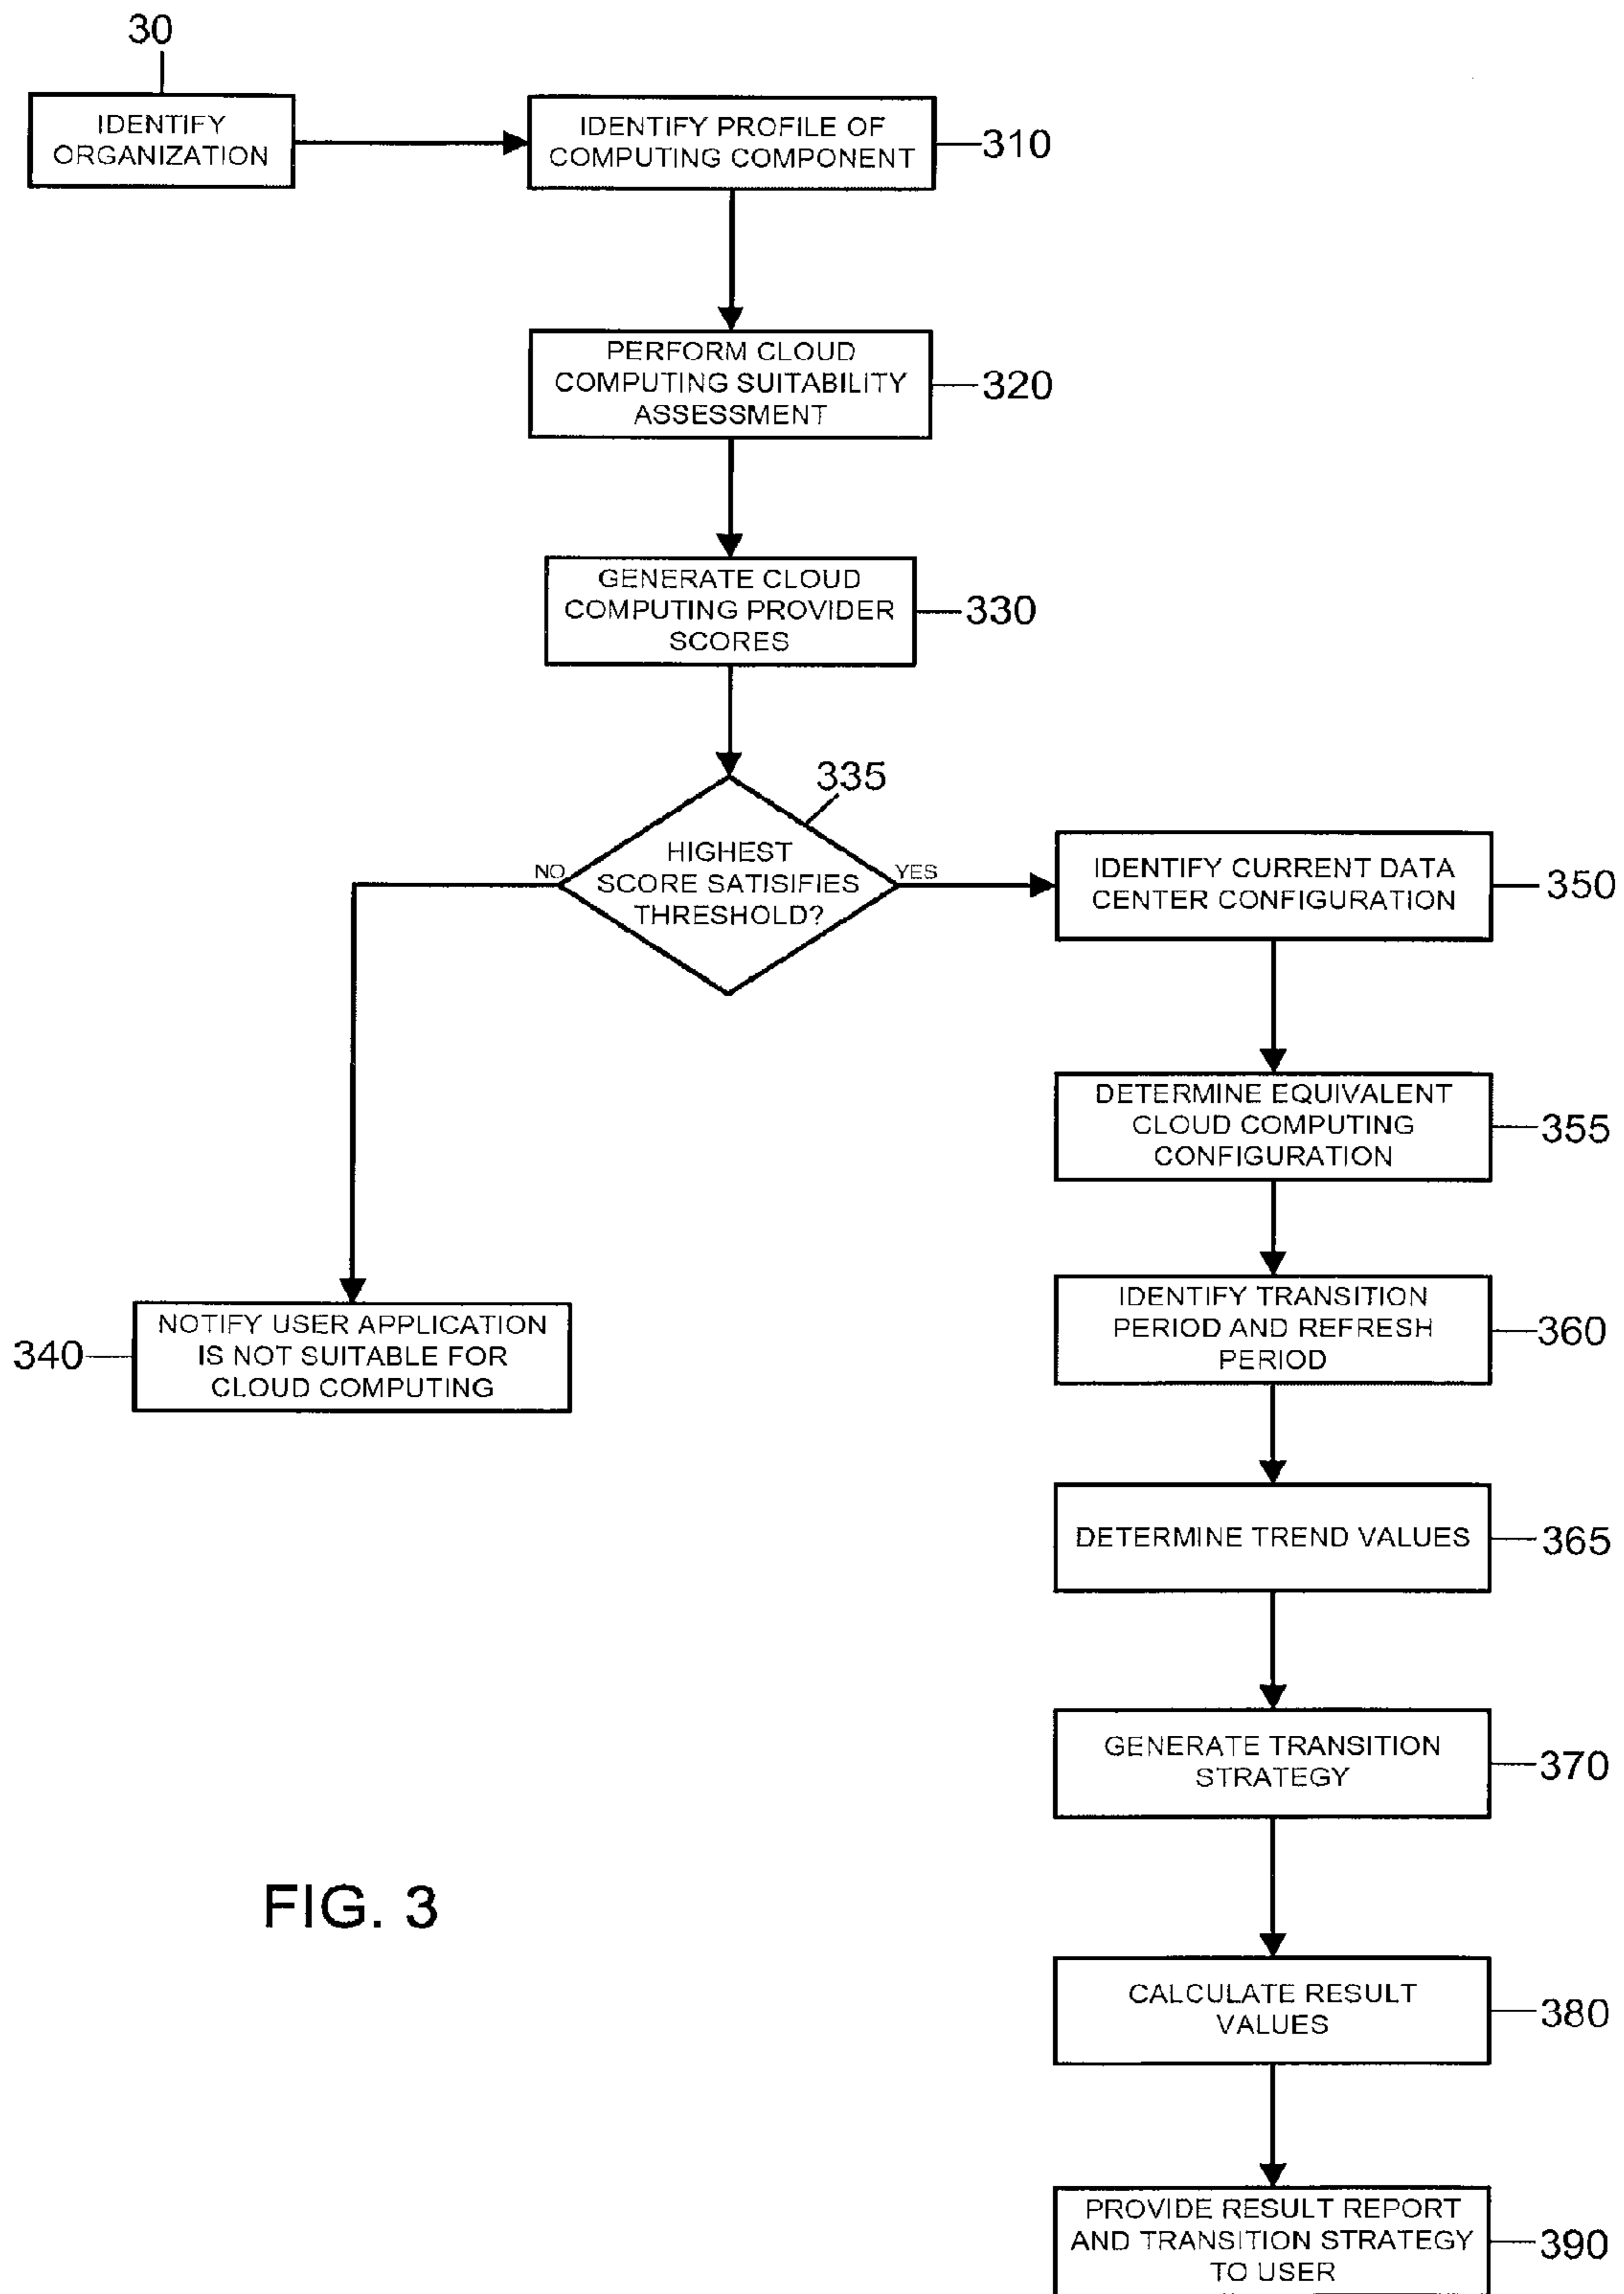 30
IDENTIFY
ORGANIZATION
IDENTIFY PROFILE OF
COMPUTING COMPONENT
310
PERFORM CLOUD
COMPUTING SUITABILITY
ASSESSMENT
320
GENERATE CLOUD
COMPUTING PROVIDER
SCORES
330
335
HIGHEST
SCORE SATISIFIES
THRESHOLD?
NO
YES
IDENTIFY CURRENT DATA
CENTER CONFIGURATION
350
DETERMINE EQUIVALENT
CLOUD COMPUTING
CONFIGURATION
355
IDENTIFY TRANSITION
PERIOD AND REFRESH
PERIOD
360
340
NOTIFY USER APPLICATION
IS NOT SUITABLE FOR
CLOUD COMPUTING
DETERMINE TREND VALUES
365
GENERATE TRANSITION
STRATEGY
370
FIG. 3
CALCULATE RESULT
VALUES
380
PROVIDE RESULT REPORT
AND TRANSITION STRATEGY
TO USER
390